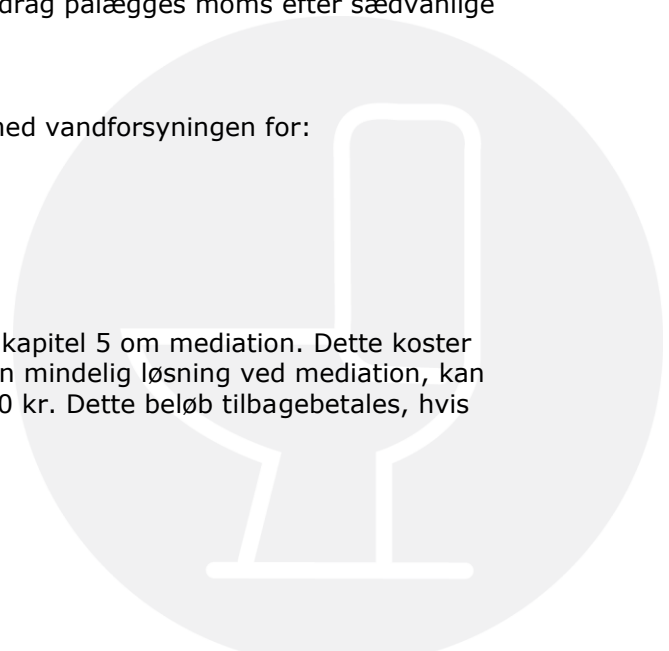 drag pålægges moms efter sædvanlige
ned vandforsyningen for:
kapitel 5 om mediation. Dette koster
n mindelig løsning ved mediation, kan
0 kr. Dette beløb tilbagebetales, hvis